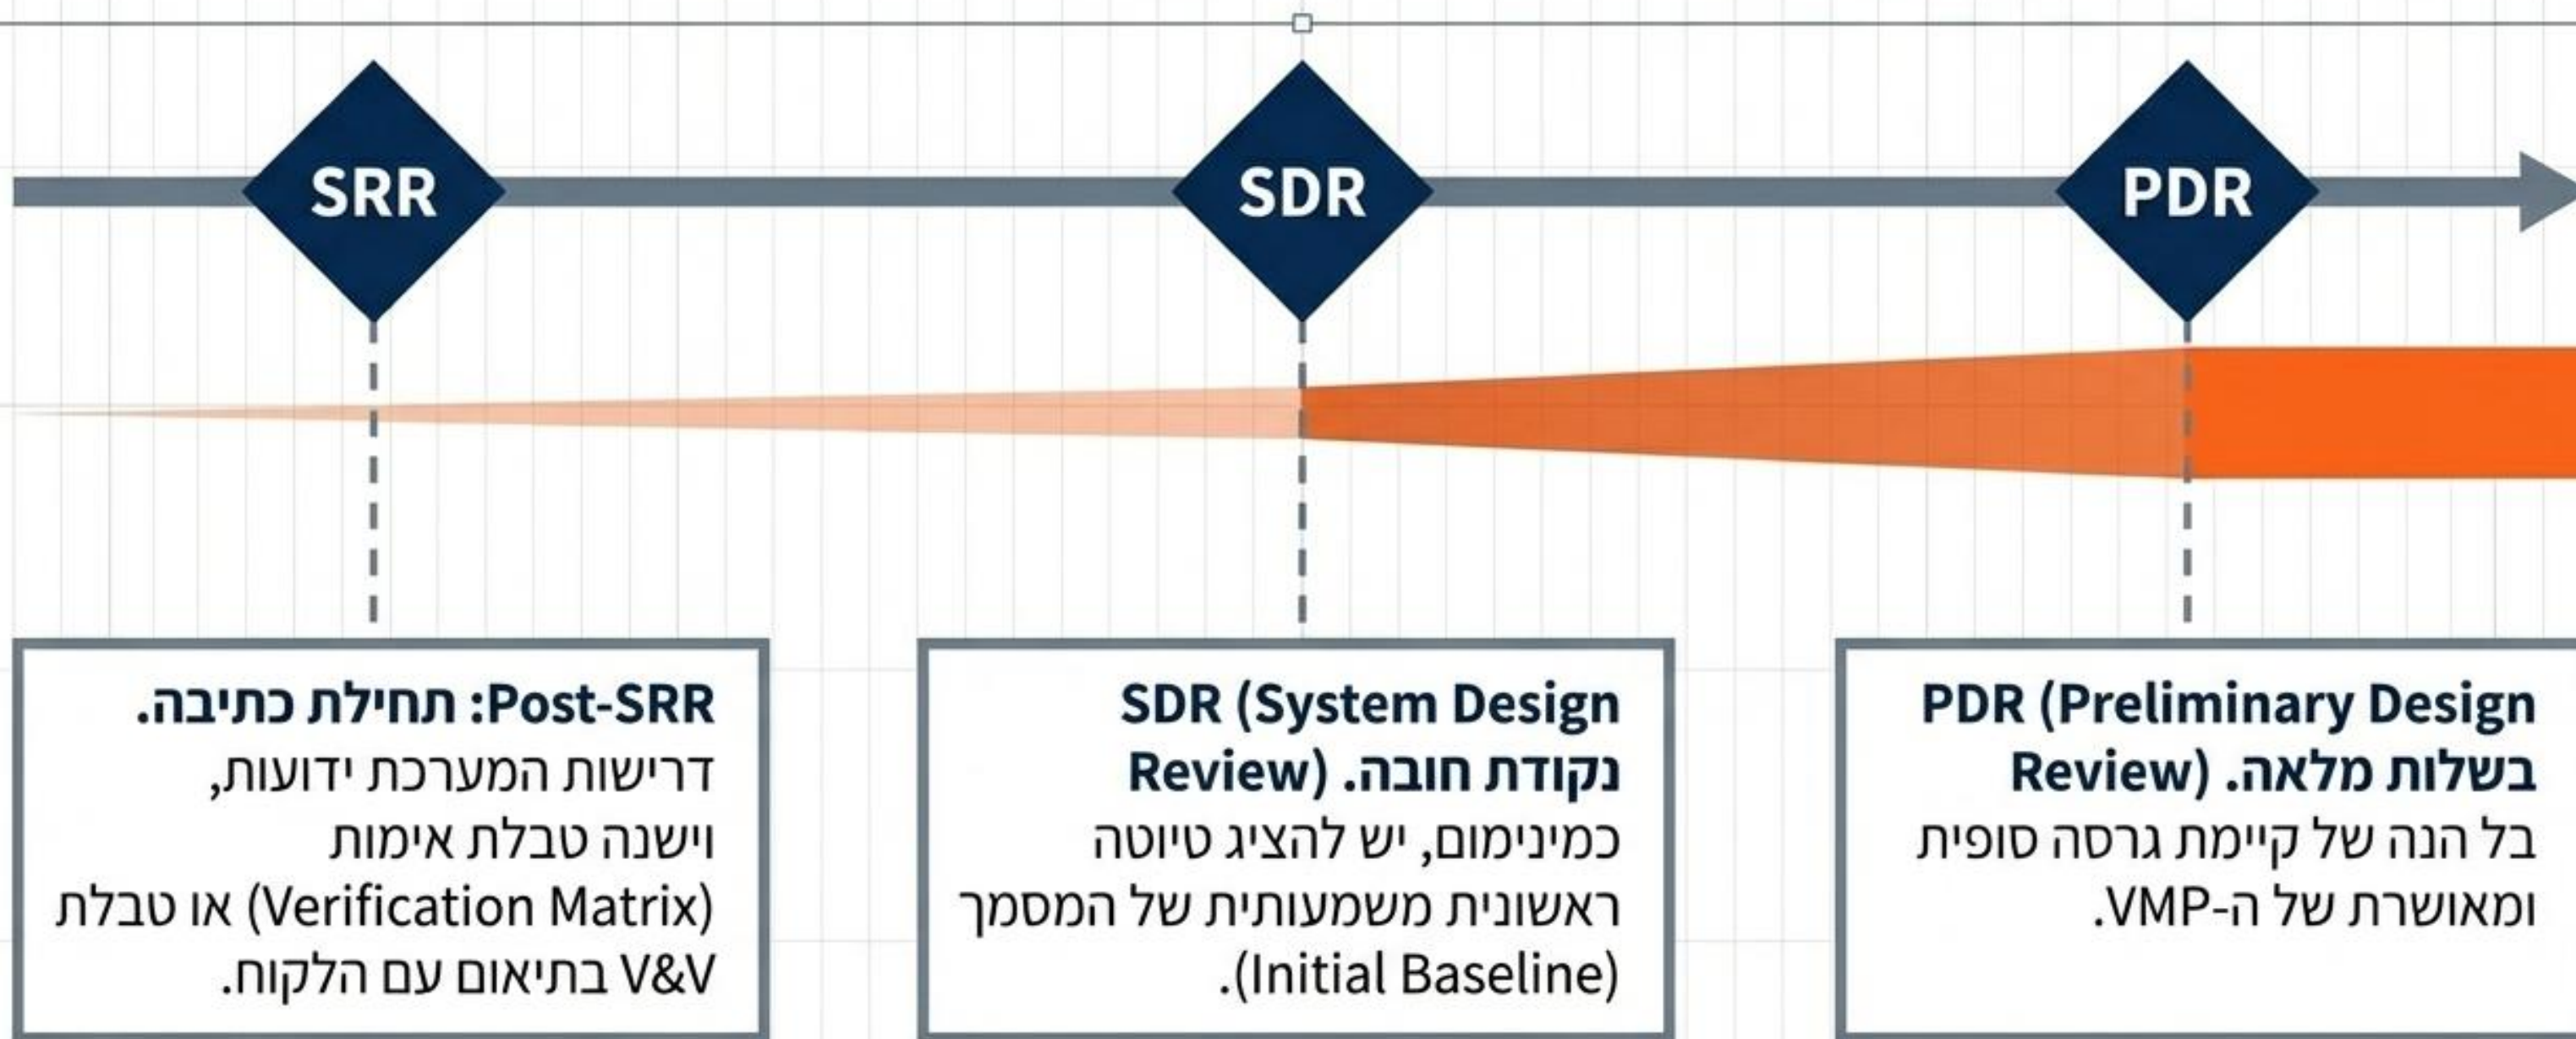 SRR
SDR
PDR
Post-SRR: תחילת כתיבה.
דרישות המערכת ידועות,
וישנה טבלת אימות
(Verification Matrix) או טבלת
V&V בתיאום עם הלקוח.
SDR (System Design
Review). נקודת חובה
כמינימום, יש להציג טיוטה
ראשונית משמעותית של המסמך
(Initial Baseline).
PDR (Preliminary Design
Review). בשלות מלאה
בל הנה של קיימת גרסה סופית
ומאושרת של ה-VMP.